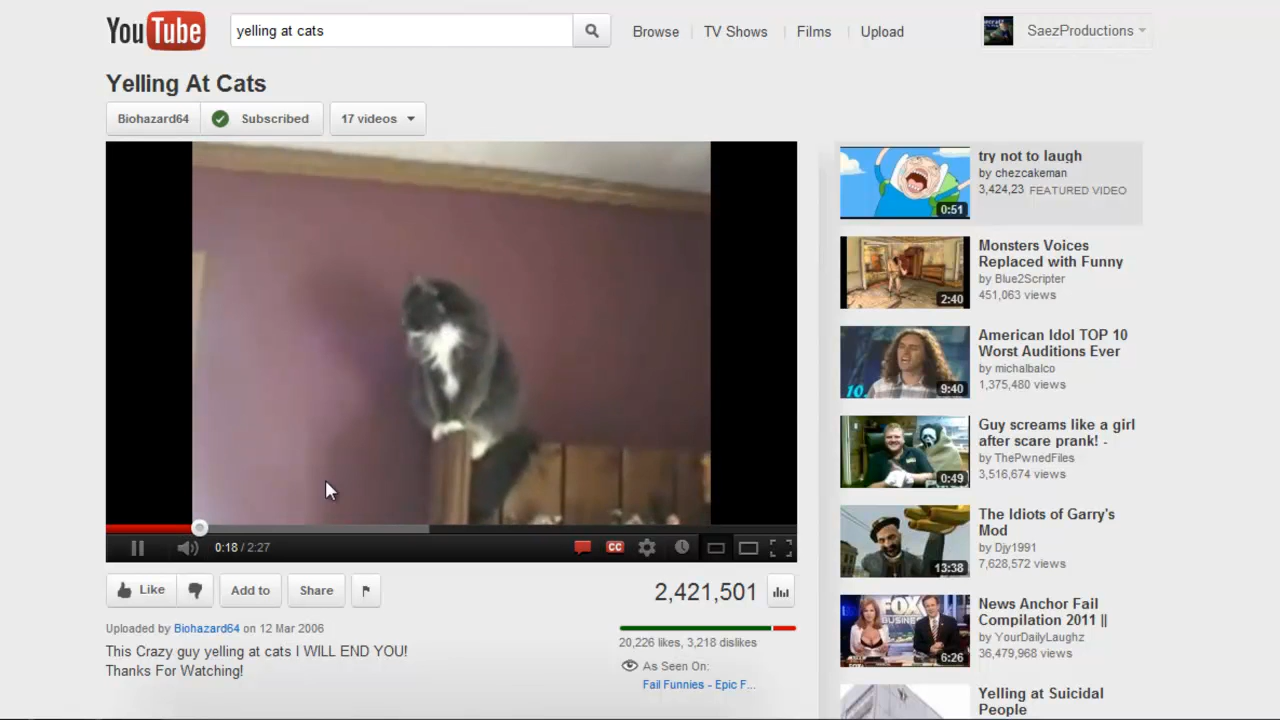 YouTube
yelling at cats
Browse
TV Shows
Films
Upload
SaezProductions
Yelling At Cats
Biohazard64
Subscribed
17 videos
0:18 / 2:27
CC
Like
Add to
Share
2,421,501
Uploaded by Biohazard64 on 12 Mar 2006
This Crazy guy yelling at cats I WILL END YOU!
Thanks For Watching!
20,226 likes, 3,218 dislikes
As Seen On:
Fail Funnies - Epic F...
0:51
try not to laugh
by chezcakeman
3,424,23 FEATURED VIDEO
2:40
Monsters Voices
Replaced with Funny
by Blue2Scripter
451,063 views
10
9:40
American Idol TOP 10
Worst Auditions Ever
by michalbalco
1,375,480 views
0:49
Guy screams like a girl
after scare prank! -
by ThePwnedFiles
3,516,674 views
13:38
The Idiots of Garry's
Mod
by Djy1991
7,628,572 views
FOX
BUSINESS
6:26
News Anchor Fail
Compilation 2011 ||
by YourDailyLaughz
36,479,968 views
Yelling at Suicidal
People